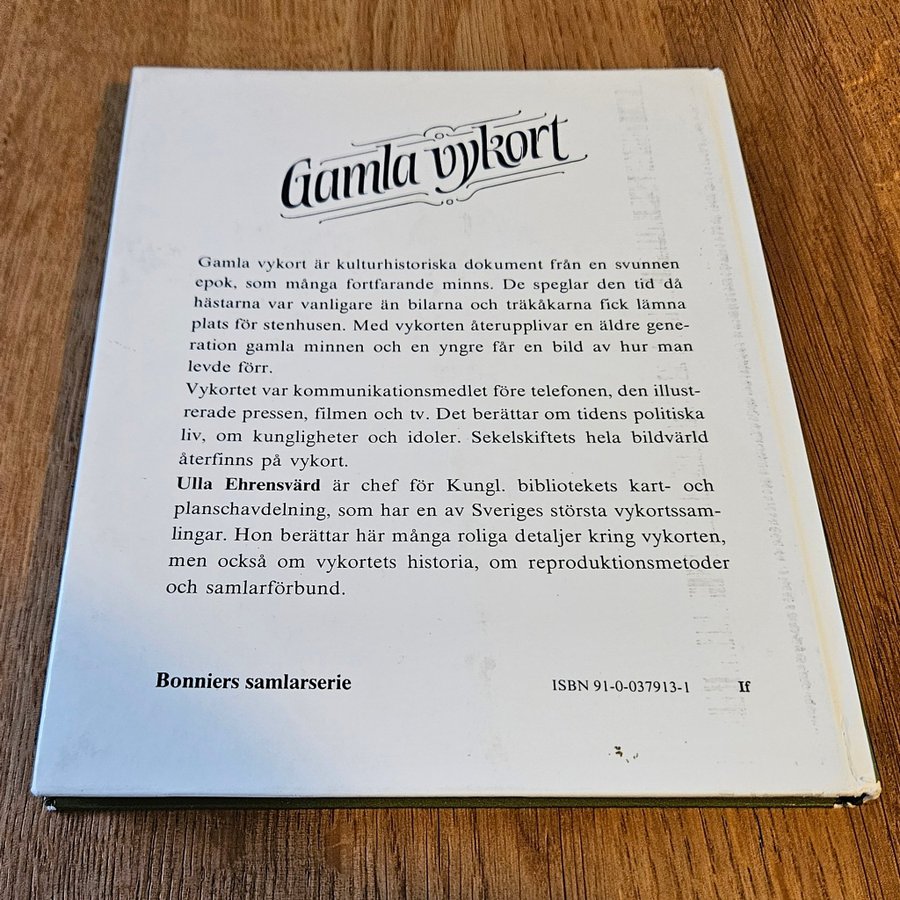 Gamla vykort
Gamla vykort är kulturhistoriska dokument från en svunnen
epok, som många fortfarande minns. De speglar den tid då
hästarna var vanligare än bilarna och träkåkarna fick lämna
plats för stenhusen. Med vykorten återupplivar en äldre gene-
ration gamla minnen och en yngre får en bild av hur man
levde förr.
Vykortet var kommunikationsmedlet före telefonen, den illust-
rerade pressen, filmen och tv. Det berättar om tidens politiska
liv, om kungligheter och idoler. Sekelskiftets hela bildvärld
återfinns på vykort.
Ulla Ehrensvärd är chef för Kungl. bibliotekets kart- och
planschavdelning, som har en av Sveriges största vykortssam-
lingar. Hon berättar här många roliga detaljer kring vykorten,
men också om vykortets historia, om reproduktionsmetoder
och samlarförbund.
Bonniers samlarserie ISBN 91-0-037913-1 If